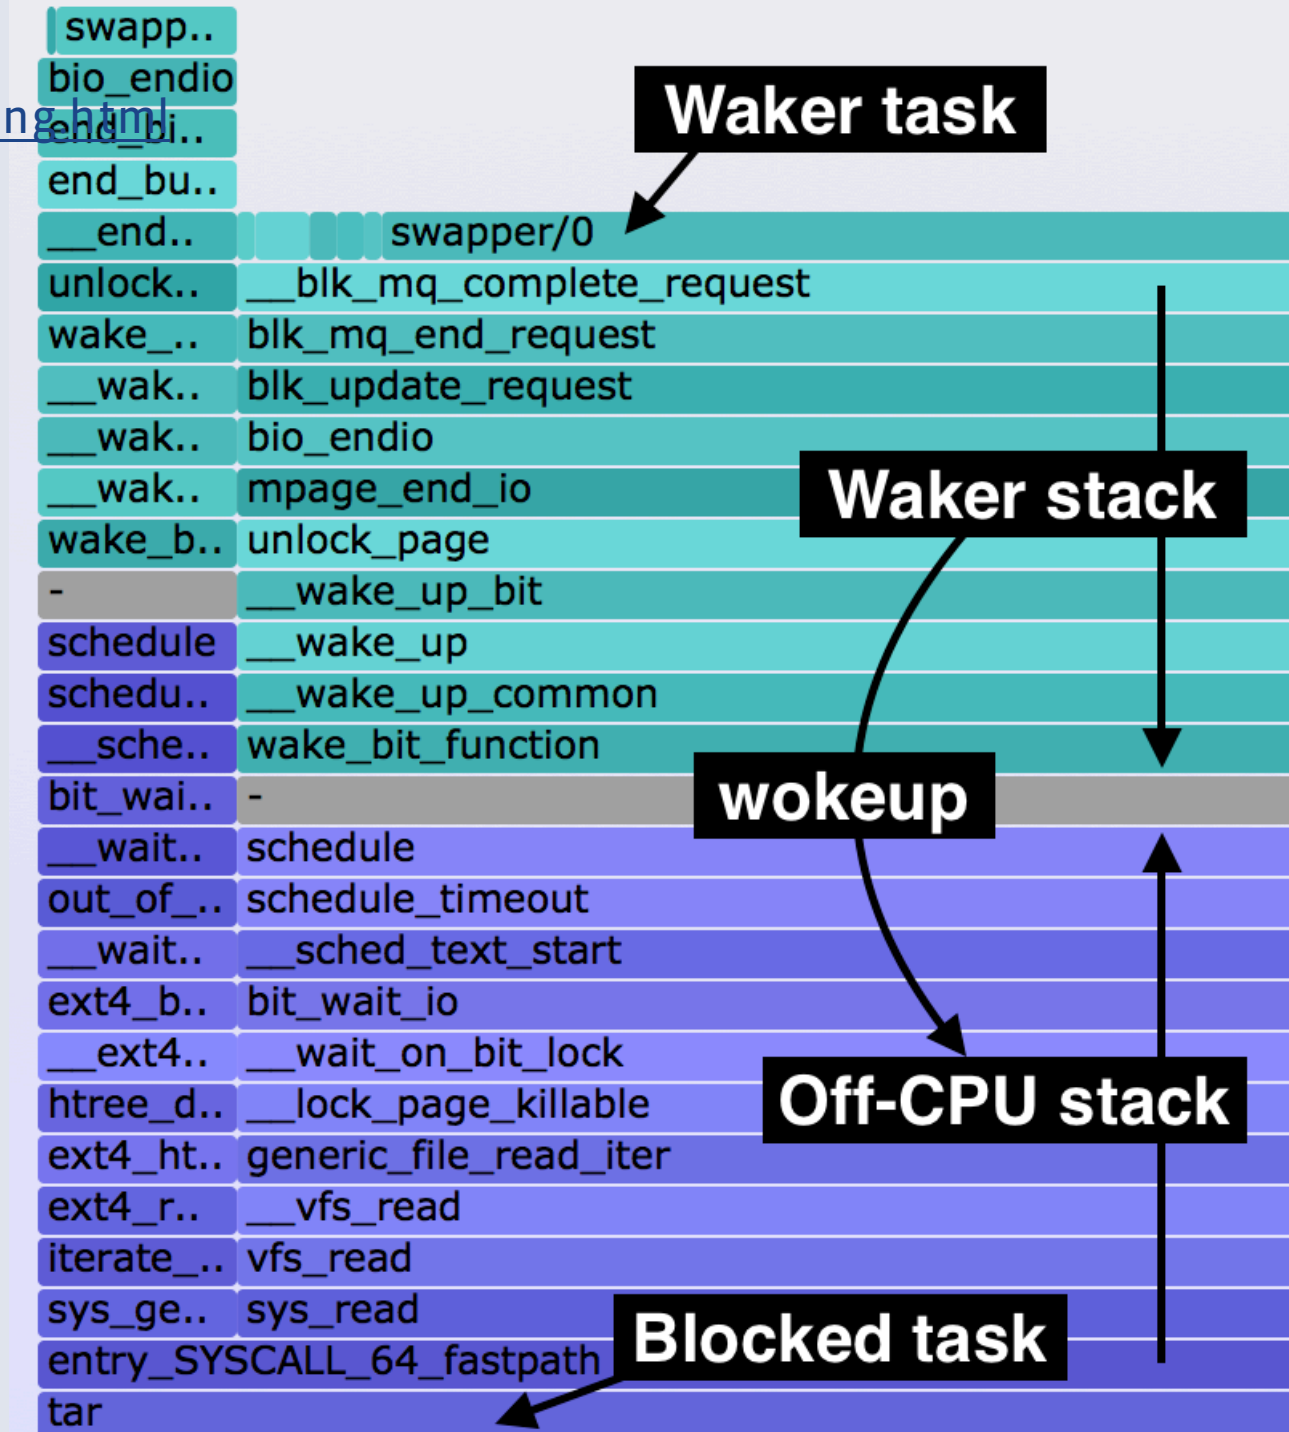 swapp..
bio_endio
ng.html
end_bi..
Waker task
end_bu..
__end.. swapper/0
unlock.. __blk_mq_complete_request
wake_.. blk_mq_end_request
__wak.. blk_update_request
__wak.. bio_endio
__wak.. mpage_end_io
Waker stack
wake_b.. unlock_page
- __wake_up_bit
schedule __wake_up
schedu.. __wake_up_common
__sche.. wake_bit_function
bit_wai.. -
wokeup
__wait.. schedule
out_of_.. schedule_timeout
__wait.. __sched_text_start
ext4_b.. bit_wait_io
__ext4.. __wait_on_bit_lock
htree_d.. __lock_page_killable
Off-CPU stack
ext4_ht.. generic_file_read_iter
ext4_r.. __vfs_read
iterate_.. vfs_read
sys_ge.. sys_read
Blocked task
entry_SYSCALL_64_fastpath
tar